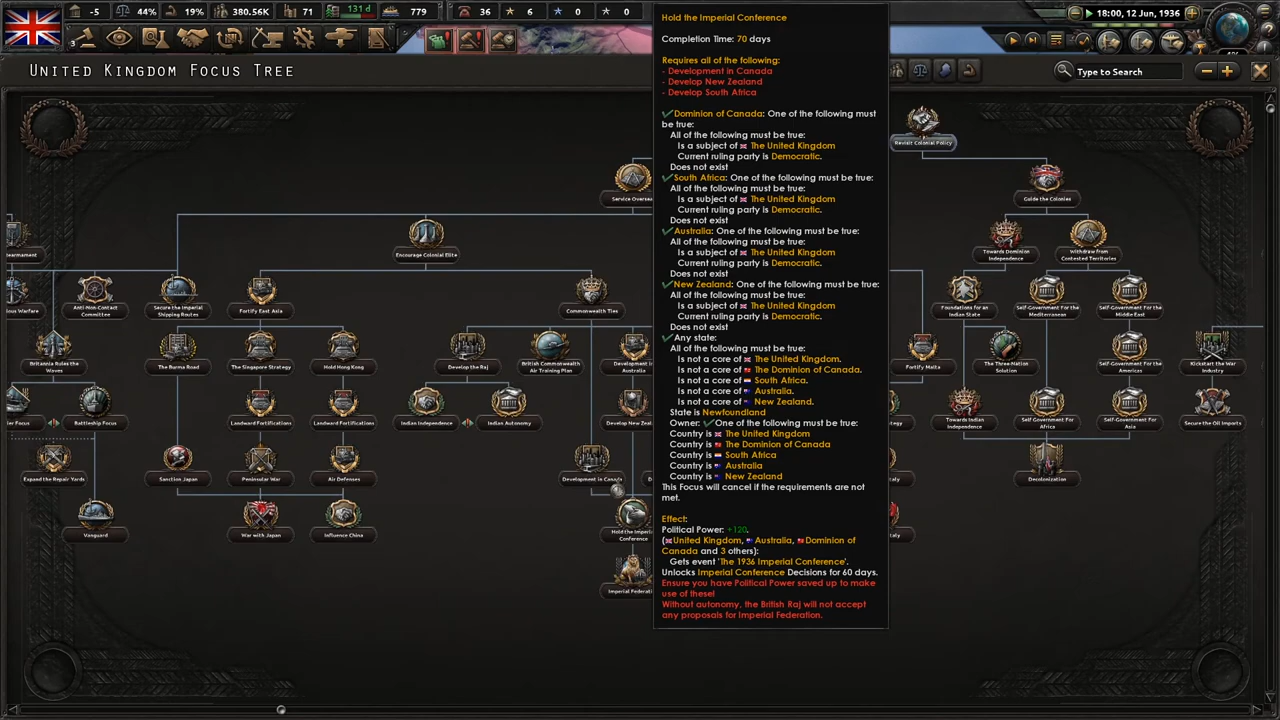 -5
44%
19%
380.56K
71
131 d
779
36
6
0
0
18:00, 12 Jun, 1936
3
United Kingdom Focus Tree
Type to Search
Hold the Imperial Conference
Completion Time: 70 days
Requires all of the following:
- Development in Canada
- Develop New Zealand
- Develop South Africa
Dominion of Canada: One of the following must
be true:
All of the following must be true:
Is a subject of The United Kingdom
Current ruling party is Democratic.
Does not exist
South Africa: One of the following must be true:
All of the following must be true:
Is a subject of The United Kingdom
Current ruling party is Democratic.
Does not exist
Australia: One of the following must be true:
All of the following must be true:
Is a subject of The United Kingdom
Current ruling party is Democratic.
Does not exist
New Zealand: One of the following must be true:
All of the following must be true:
Is a subject of The United Kingdom
Current ruling party is Democratic.
Does not exist
Any state:
All of the following must be true:
Is not a core of The United Kingdom.
Is not a core of The Dominion of Canada.
Is not a core of South Africa.
Is not a core of Australia.
Is not a core of New Zealand.
State is Newfoundland
Owner: One of the following must be true:
Country is The United Kingdom
Country is The Dominion of Canada
Country is South Africa
Country is Australia
Country is New Zealand
This Focus will cancel if the requirements are not
met.
Effect:
Political Power: +120.
(United Kingdom, Australia, Dominion of
Canada and 3 others):
Gets event 'The 1936 Imperial Conference'.
Unlocks Imperial Conference Decisions for 60 days.
Ensure you have Political Power saved up to make
use of these!
Without autonomy, the British Raj will not accept
any proposals for Imperial Federation.
Revisit Colonial Policy
Service Overseas
Guide the Colonies
Encourage Colonial Elite
Towards Dominion
Independence
Withdraw from
Contested Territories
Anti-Non-Contact
Committee
Secure the Imperial
Shipping Routes
Fortify East Asia
Commonwealth Ties
Foundations for an
Indian State
Self-Government For the
Mediterranean
Self-Government For the
Middle East
Britannia Rules the
Waves
The Burma Road
The Singapore Strategy
Hold Hong Kong
Develop the Raj
British Commonwealth
Air Training Plan
Development in
Australia
Fortify Malta
The Three-Nation
Solution
Self-Government For the
Americas
Kickstart the War
Industry
Battleship Focus
Landward Fortifications
Landward Fortifications
Indian Independence
Indian Autonomy
Develop New Zea
Towards Indian
Independence
Self Government For
Africa
Self-Government For
Asia
Secure the Oil Imports
Expand the Repair Yards
Sanction Japan
Peninsular War
Air Defenses
Development in Canada
Decolonization
Vanguard
War with Japan
Influence China
Hold the Imperi
Conference
Imperial Federati